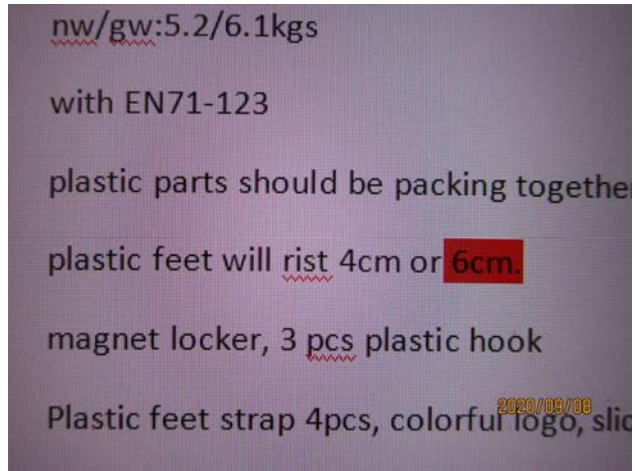 nw/gw:5.2/6.1kgs
with EN71-123
plastic parts should be packing
plastic feet will rist 4cm or 6cm.
magnet locker, 3 pcs plastic hook
Plastic feet strap 4pcs, colorful logo,
2020/09/08